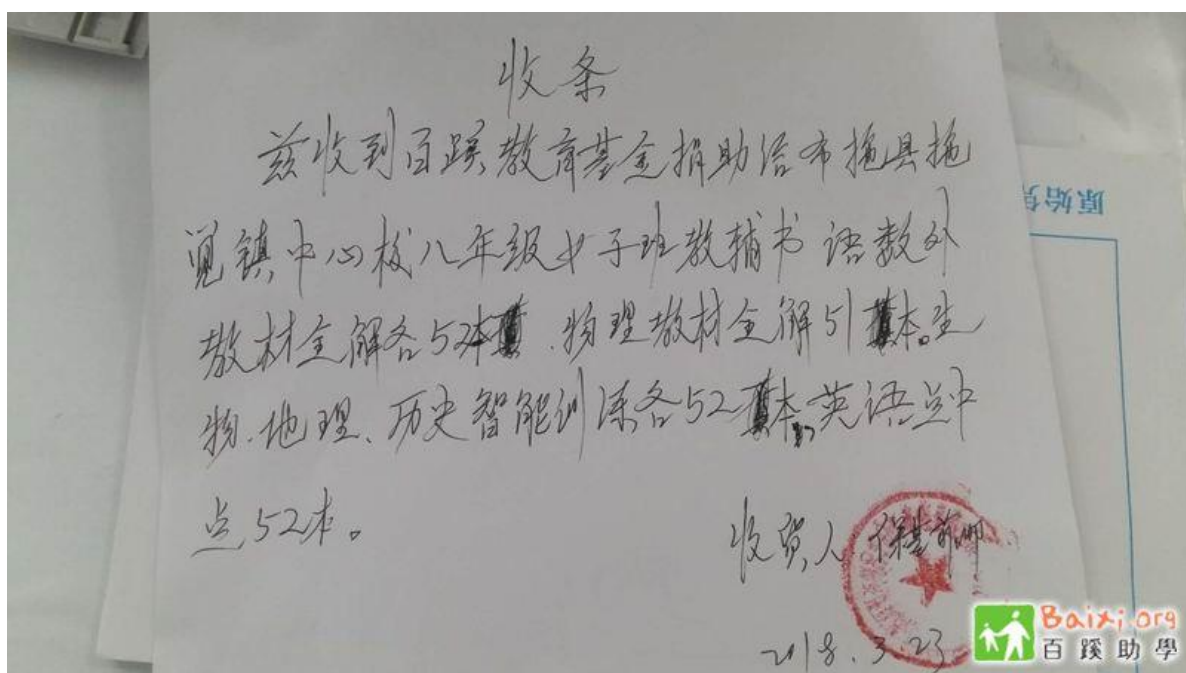 收条
兹收到百蹊教育基金捐助给布拖县拖
觉镇中心校八年级女子班教辅书 语数外
教材全解各52本、物理教材全解51本。生
物、地理、历史智能训练各52本,英语点中
点52本。
收货人
2018.3.23
原始
Baixi.org
百蹊助學